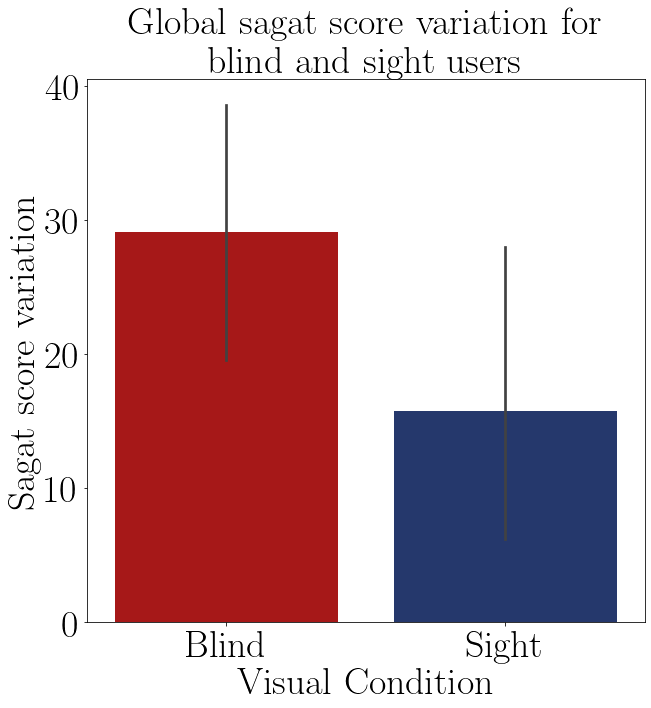 Global sagat score variation for
blind and sight users
40
30
20
10
0
Sagat score variation
Blind
Sight
Visual Condition